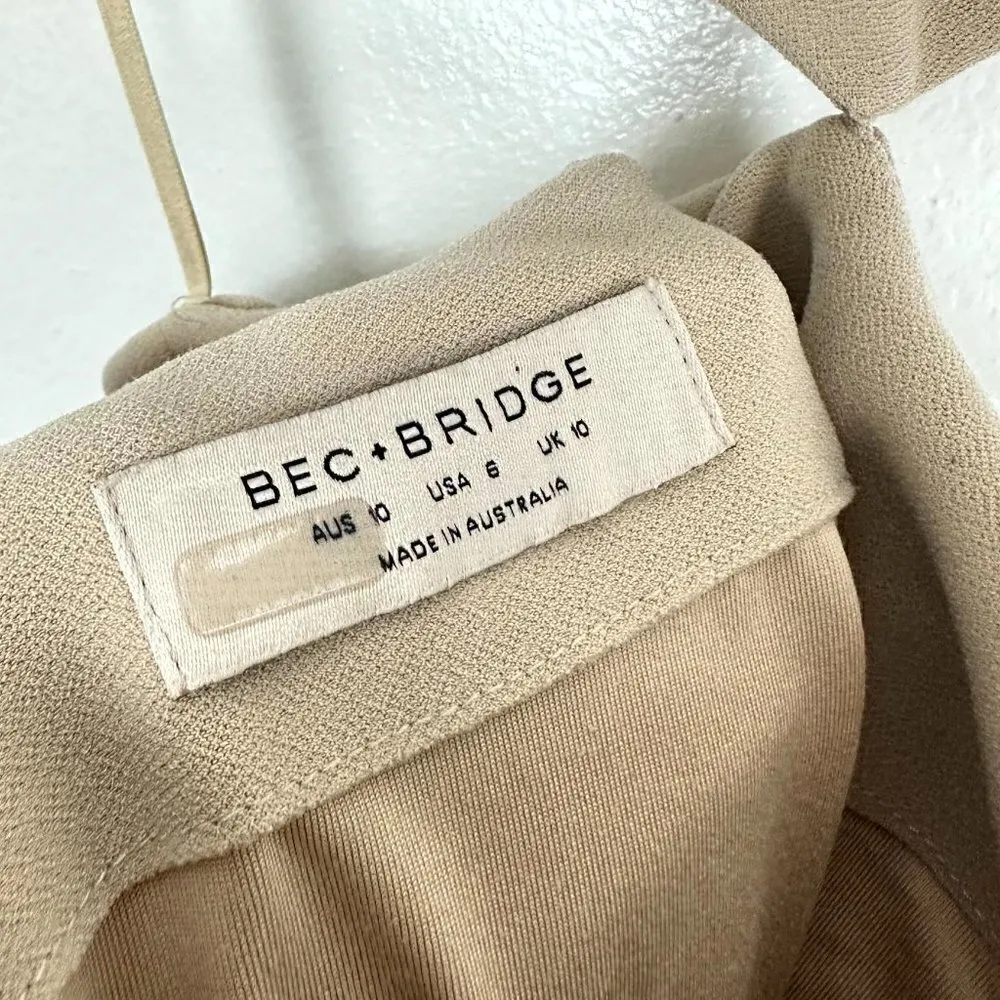 BEC+BRIDGE
AUS 10 USA 6 UK 10
MADE IN AUSTRALIA